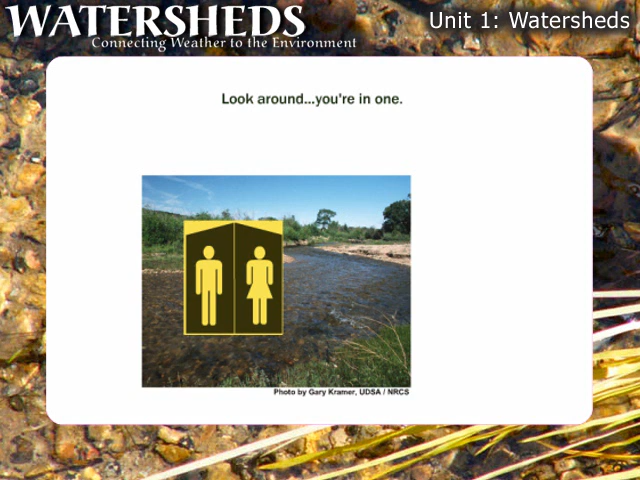 WATERSHEDS
Connecting Weather to the Environment
Unit 1: Watersheds
Look around...you're in one.
Photo by Gary Kramer, UDSA / NRCS